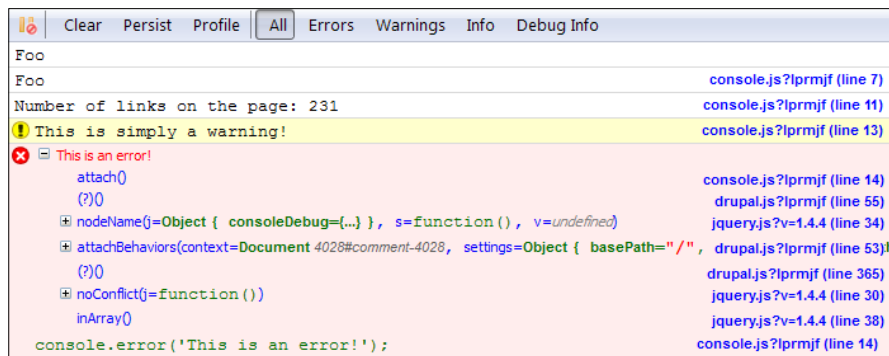 Clear Persist Profile All Errors Warnings Info Debug Info
Foo
Foo console.js?lprmjf (line 7)
Number of links on the page: 231 console.js?lprmjf (line 11)
This is simply a warning! console.js?lprmjf (line 13)
This is an error!
attach() console.js?lprmjf (line 14)
(?)() drupal.js?lprmjf (line 55)
nodeName(j=Object { consoleDebug={...} }, s=function(), v=undefined) jquery.js?v=1.4.4 (line 34)
attachBehaviors(context=Document 4028#comment-4028, settings=Object { basePath="/", drupal.js?lprmjf (line 53)
(?)() drupal.js?lprmjf (line 365)
noConflict(j=function()) jquery.js?v=1.4.4 (line 30)
inArray() jquery.js?v=1.4.4 (line 38)
console.error('This is an error!'); console.js?lprmjf (line 14)